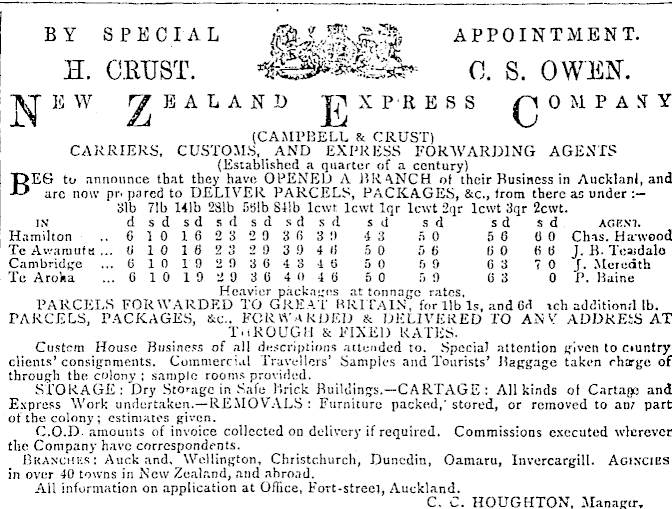 BY SPECIAL APPOINTMENT.
H. CRUST. C. S. OWEN.
NEW ZEALAND EXPRESS COMPANY
(CAMPBELL & CRUST)
CARRIERS, CUSTOMS, AND EXPRESS FORWARDING AGENTS
(Established a quarter of a century)
BEG to announce that they have OPENED A BRANCH of their Business in Auckland, and
are now prepared to DELIVER PARCELS, PACKAGES, &c., from there as under:—
3lb 7lb 14lb 28lb 56lb 84lb 1cwt 1cwt 1qr 1cwt 2qr 1cwt 3qr 2cwt.
IN d s d s d s d s d s d s d s d s d s d s d AGENT.
Hamilton .. 6 1 0 1 6 2 3 2 9 3 6 3 9 4 3 5 0 5 6 6 0 Chas. Harwood
Te Awamutu ... 6 1 0 1 6 2 3 2 9 3 9 4 6 5 0 5 6 6 0 6 6 J. B. Teasdale
Cambridge ... 6 1 0 1 9 2 9 3 6 4 3 4 6 5 0 5 9 6 3 7 0 J. Meredith
Te Aroha ... 6 1 0 1 9 2 9 3 6 4 0 4 6 5 0 5 9 6 3 0 P. Baine
Heavier packages at tonnage rates.
PARCELS FORWARDED TO GREAT BRITAIN, for 1lb 1s, and 6d ach additional lb.
PARCELS, PACKAGES, &c., FORWARDED & DELIVERED TO ANY ADDRESS AT
THROUGH & FIXED RATES.
Custom House Business of all descriptions attended to. Special attention given to country
clients' consignments. Commercial Travellers' Samples and Tourists' Baggage taken charge of
through the colony; sample rooms provided.
STORAGE: Dry Storage in Safe Brick Buildings.—CARTAGE: All kinds of Cartage and
Express Work undertaken.—REMOVALS: Furniture packed, stored, or removed to any part
of the colony; estimates given.
C.O.D. amounts of invoice collected on delivery if required. Commissions executed wherever
the Company have correspondents.
BRANCHES: Auck and, Wellington, Christchurch, Dunedin, Oamaru, Invercargill. AGENCIES
in over 40 towns in New Zealand, and abroad.
All information on application at Office, Fort-street, Auckland.
C. C. HOUGHTON, Manager,